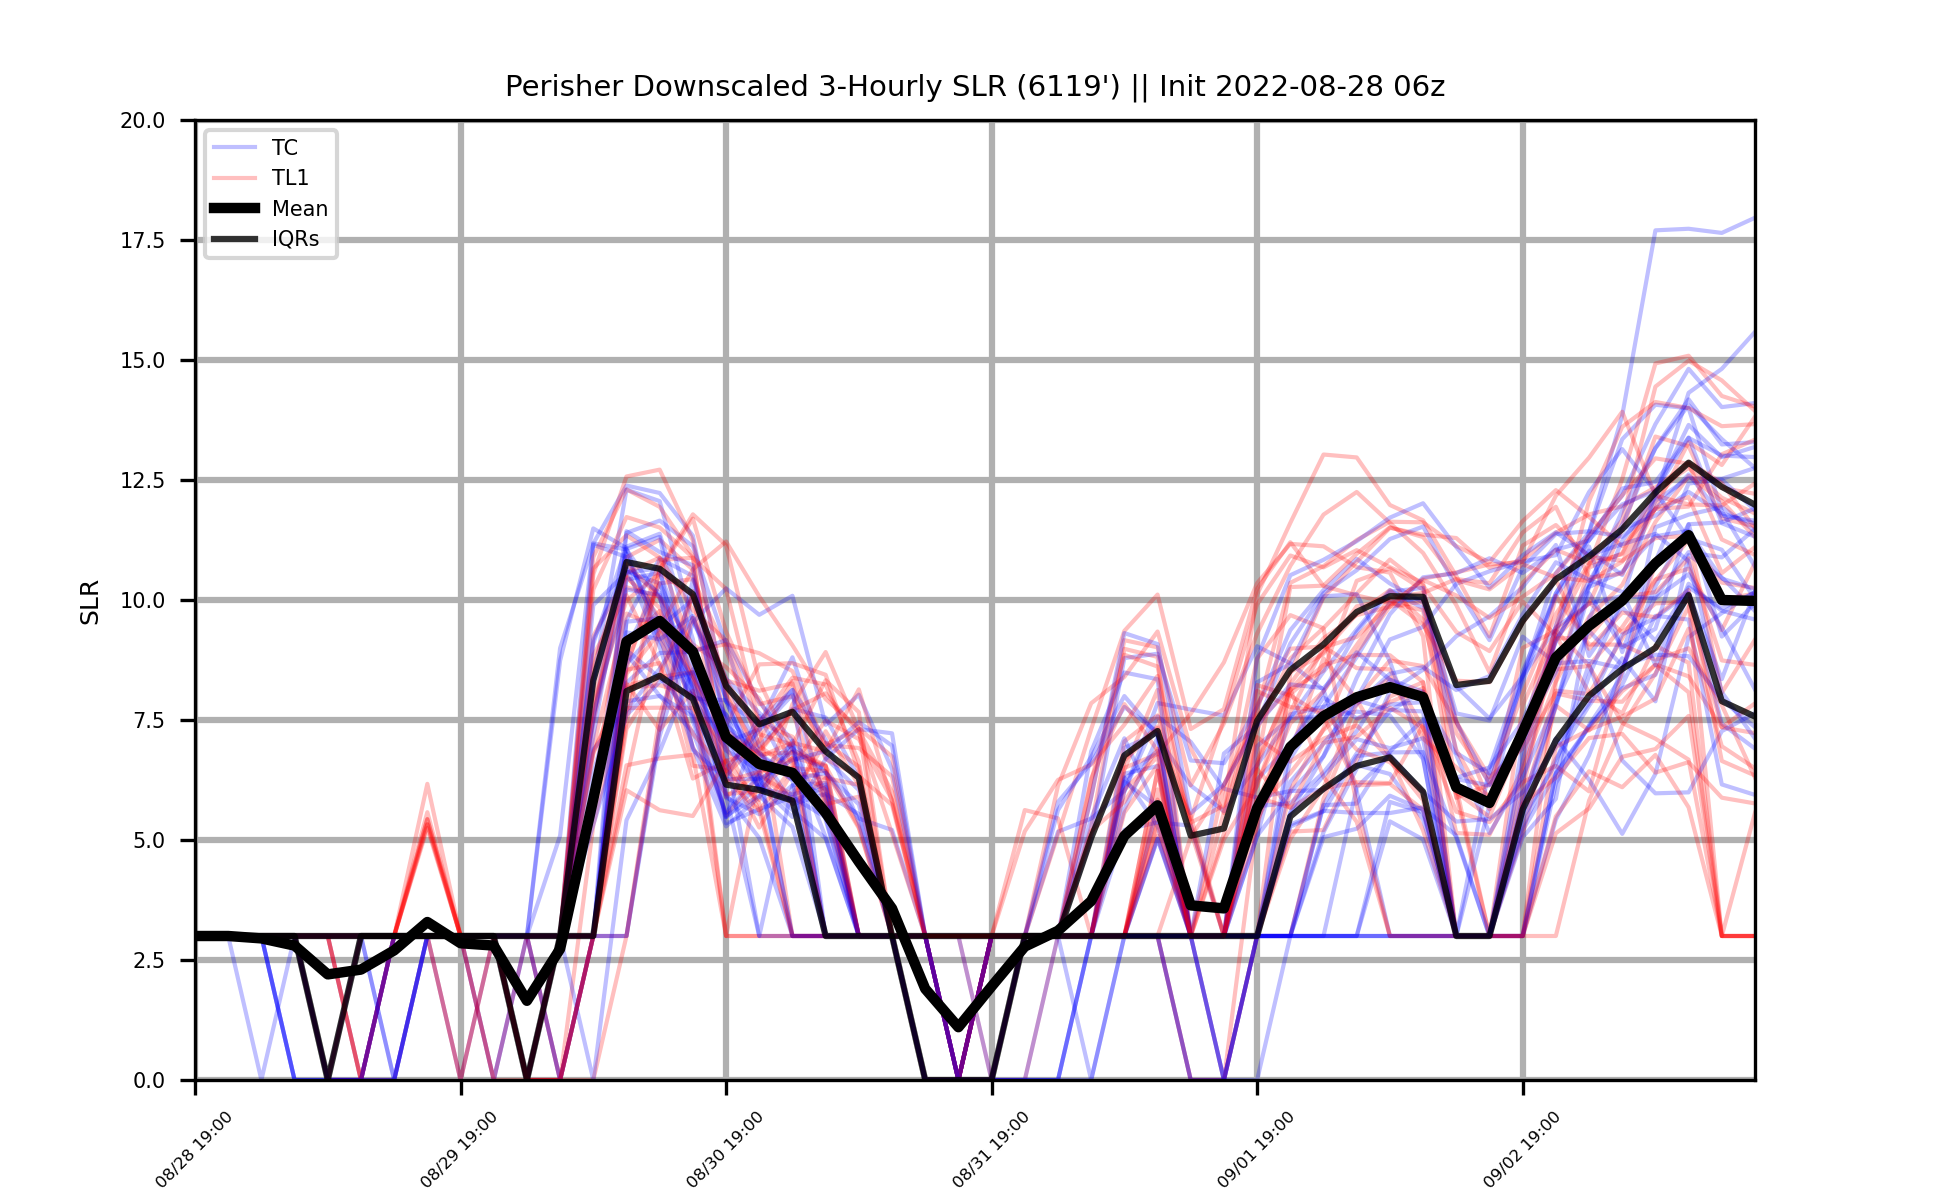 Perisher Downscaled 3-Hourly SLR (6119') || Init 2022-08-28 06z
TC
TL1
Mean
IQRs
SLR
20.0
17.5
15.0
12.5
10.0
7.5
5.0
2.5
0.0
08/28 19:00
08/29 19:00
08/30 19:00
08/31 19:00
09/01 19:00
09/02 19:00